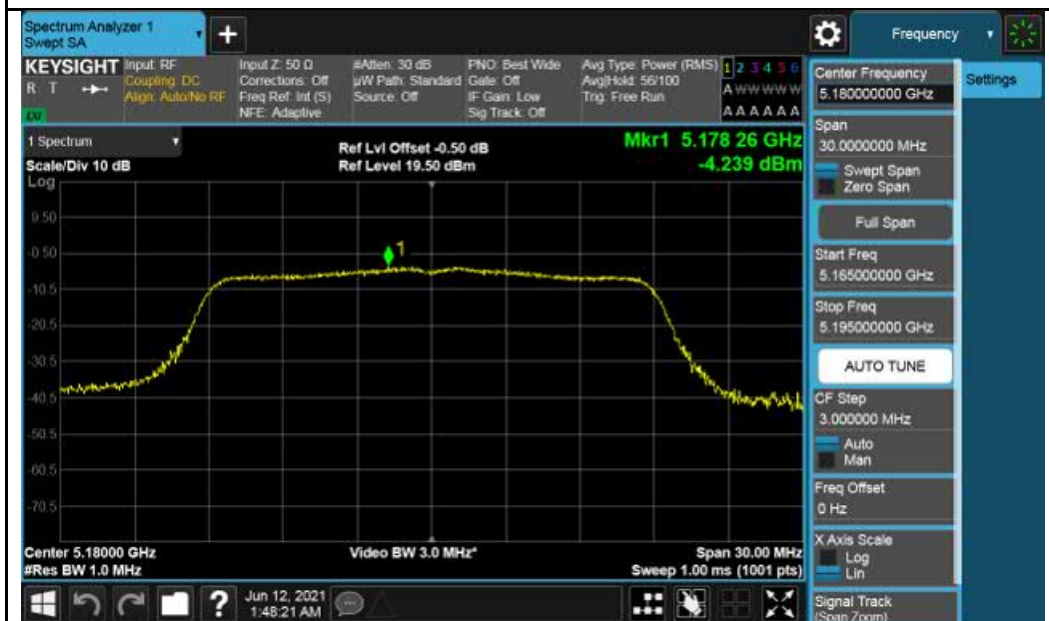 Spectrum Analyzer 1
Swept SA
+
Frequency
KEYSIGHT
R T
Input: RF
Coupling: DC
Align: Auto/No RF
Input Z: 50 Ω
Corrections: Off
Freq Ref: Int (S)
NFE: Adaptive
#Atten: 30 dB
µW Path: Standard
Source: Off
PNO: Best Wide
Gate: Off
IF Gain: Low
Sig Track: Off
Avg Type: Power (RMS)
Avg|Hold: 56/100
Trig: Free Run
1 2 3 4 5 6
A W W W W W
A A A A A A
1 Spectrum
Scale/Div 10 dB
Log
Ref Lvl Offset -0.50 dB
Ref Level 19.50 dBm
Mkr1 5.178 26 GHz
-4.239 dBm
9.50
-0.50
-10.5
-20.5
-30.5
-40.5
-50.5
-60.5
-70.5
1
Center 5.18000 GHz
#Res BW 1.0 MHz
Video BW 3.0 MHz*
Span 30.00 MHz
Sweep 1.00 ms (1001 pts)
Jun 12, 2021
1:48:21 AM
?
Center Frequency
5.180000000 GHz
Settings
Span
30.0000000 MHz
Swept Span
Zero Span
Full Span
Start Freq
5.165000000 GHz
Stop Freq
5.195000000 GHz
AUTO TUNE
CF Step
3.000000 MHz
Auto
Man
Freq Offset
0 Hz
X Axis Scale
Log
Lin
Signal Track
(Span Zoom)